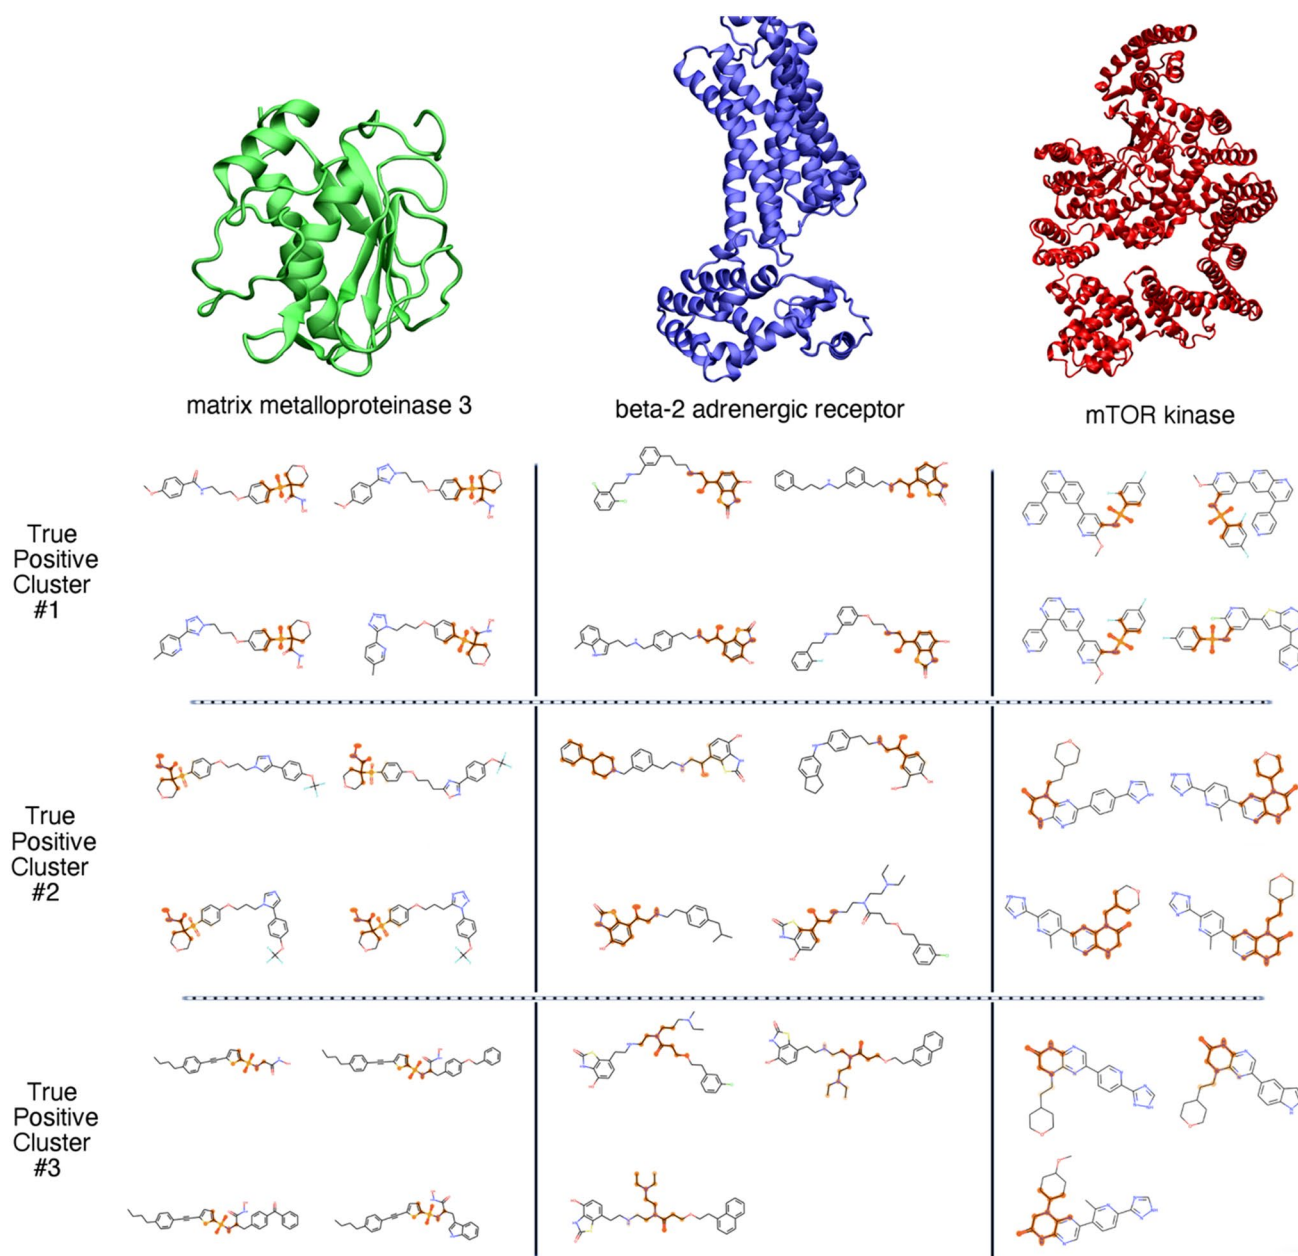 matrix metalloproteinase 3
beta-2 adrenergic receptor
mTOR kinase
True
Positive
Cluster
#1
True
Positive
Cluster
#2
True
Positive
Cluster
#3